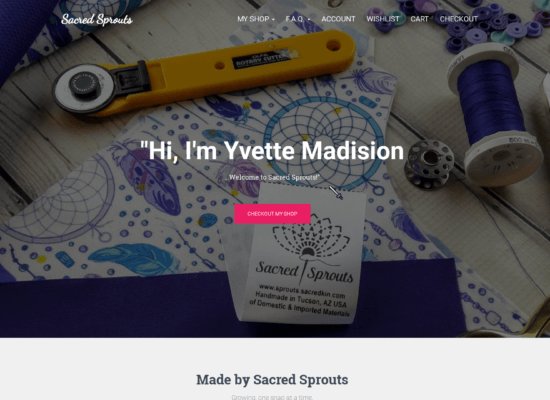 Sacred Sprouts
MY SHOP F.A.Q. ACCOUNT WISHLIST CART CHECKOUT
OLFA
ROTARY CUTTER
"Hi, I'm Yvette Madision
Welcome to Sacred Sprouts!"
CHECKOUT MY SHOP
Sacred Sprouts
www.sprouts.sacredkin.com
Handmade in Tucson, AZ USA
of Domestic & Imported Materials
Made by Sacred Sprouts
Growing, one snap at a time.